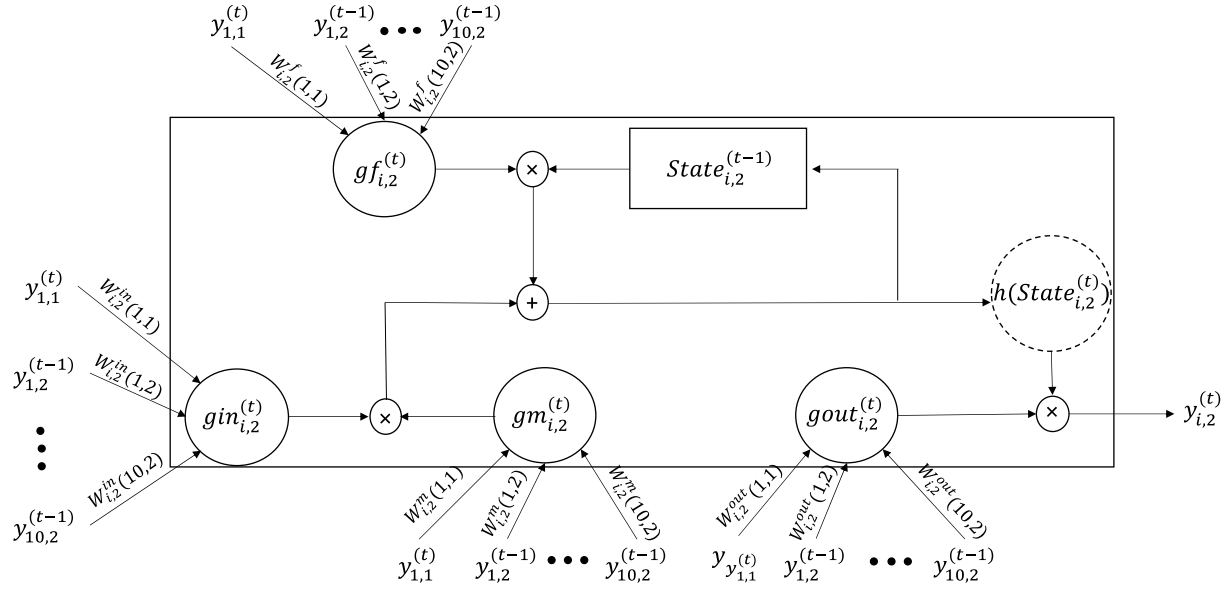 y_{1,1}^{(t)} y_{1,2}^{(t−1)} ••• y_{10,2}^{(t−1)}
W_{i,2}^{f}(1,1) W_{i,2}^{f}(1,2) W_{i,2}^{f}(10,2)
gf_{i,2}^{(t)} × State_{i,2}^{(t−1)}
y_{1,1}^{(t)} W_{i,2}^{in}(1,1)
+ h(State_{i,2}^{(t)})
y_{1,2}^{(t−1)} W_{i,2}^{in}(1,2)
gin_{i,2}^{(t)} × gm_{i,2}^{(t)} gout_{i,2}^{(t)} × y_{i,2}^{(t)}
y_{10,2}^{(t−1)} W_{i,2}^{in}(10,2)
W_{i,2}^{m}(1,1) W_{i,2}^{m}(1,2) W_{i,2}^{m}(10,2) W_{i,2}^{out}(1,1) W_{i,2}^{out}(1,2) W_{i,2}^{out}(10,2)
y_{1,1}^{(t)} y_{1,2}^{(t−1)} ••• y_{10,2}^{(t−1)} y_{y_{1,1}^{(t)}} y_{1,2}^{(t−1)} ••• y_{10,2}^{(t−1)}